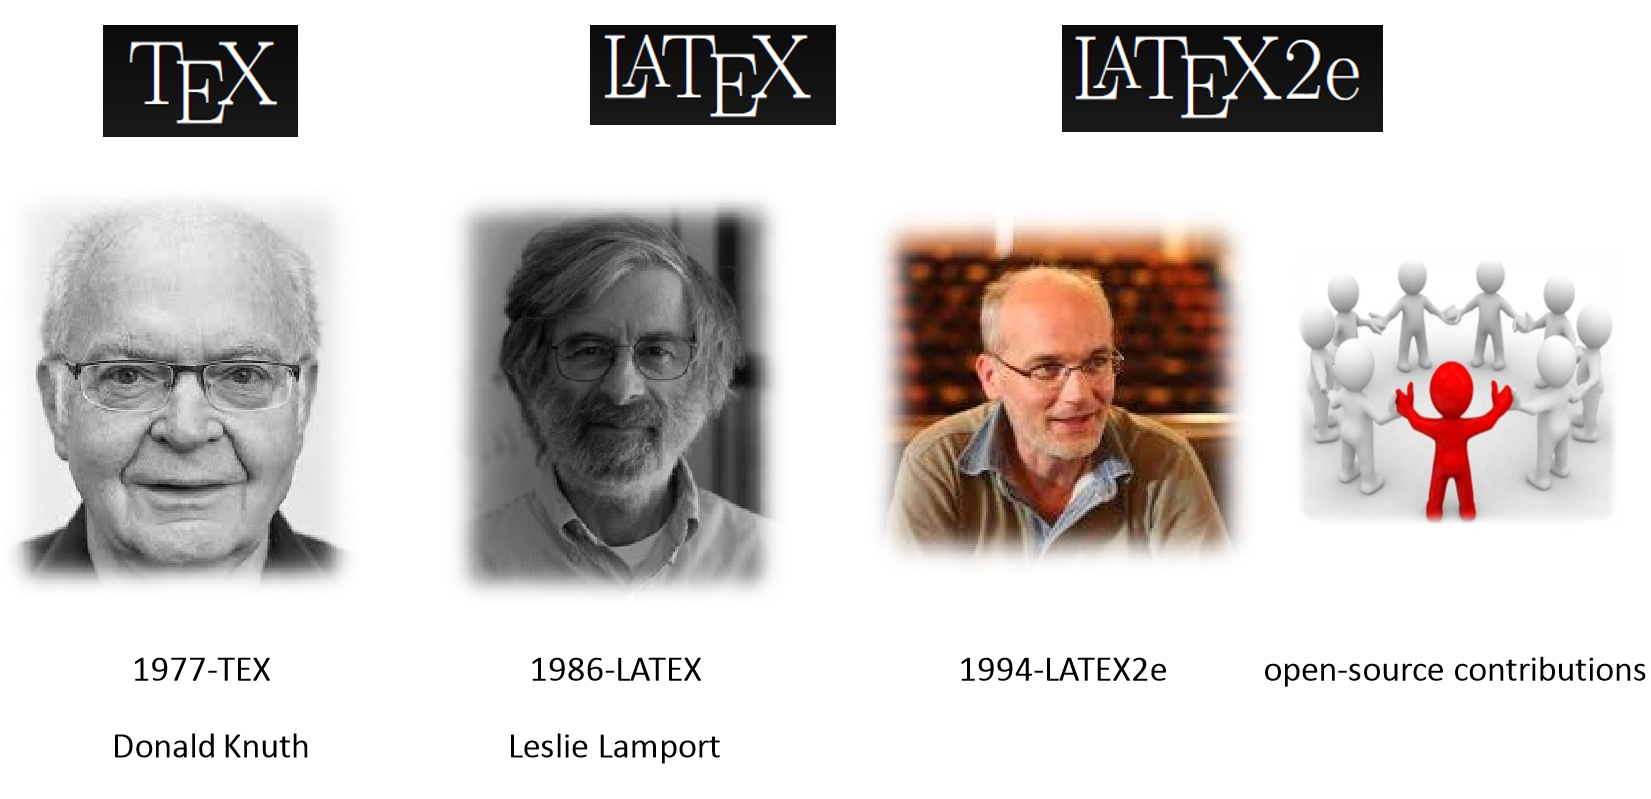 TEX
LATEX
LATEX2e
1977-TEX
1986-LATEX
1994-LATEX2e
open-source contributions
Donald Knuth
Leslie Lamport